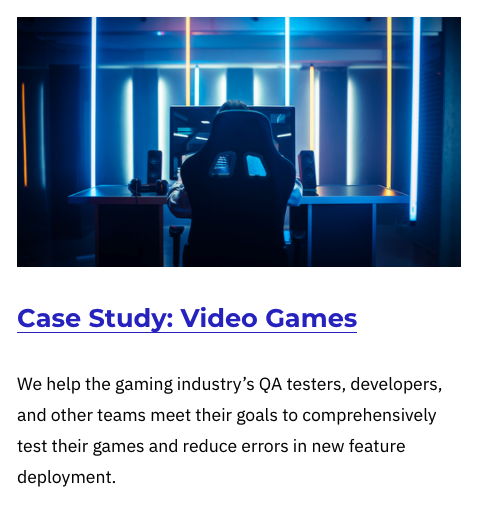 Case Study: Video Games
We help the gaming industry’s QA testers, developers,
and other teams meet their goals to comprehensively
test their games and reduce errors in new feature
deployment.